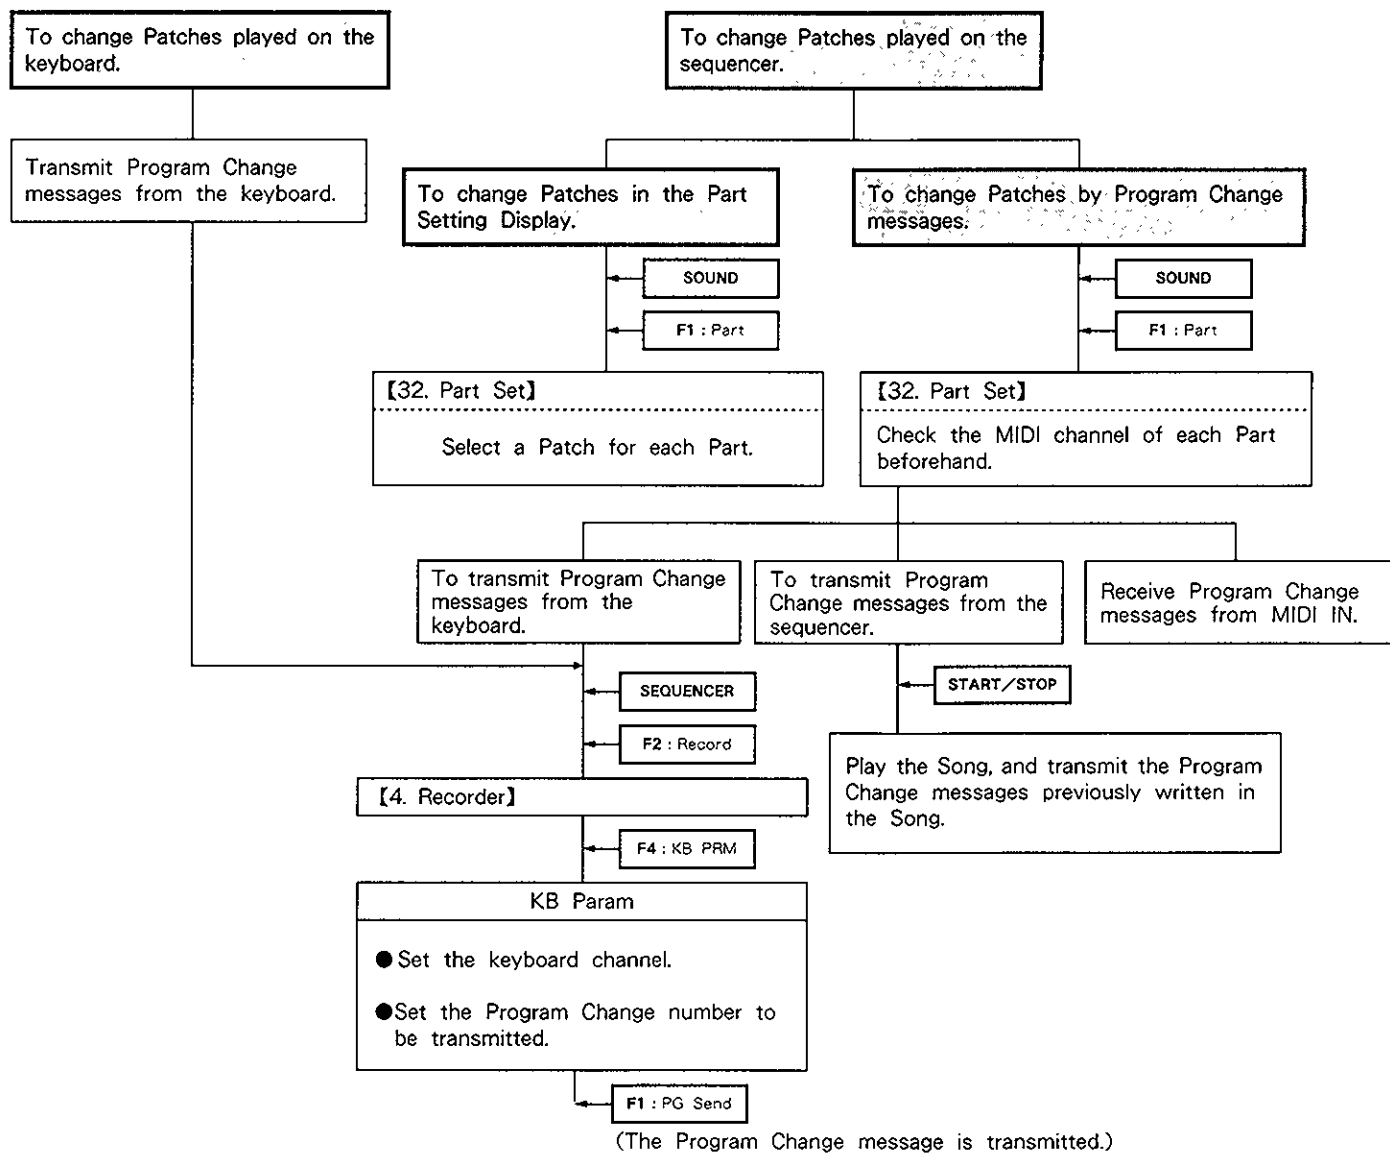 To change Patches played on the
keyboard.
To change Patches played on the
sequencer.
Transmit Program Change
messages from the keyboard.
To change Patches in the Part
Setting Display.
To change Patches by Program Change
messages.
SOUND
SOUND
F1 : Part
F1 : Part
【32. Part Set】
Select a Patch for each Part.
【32. Part Set】
Check the MIDI channel of each Part
beforehand.
To transmit Program Change
messages from the
keyboard.
To transmit Program
Change messages from the
sequencer.
Receive Program Change
messages from MIDI IN.
SEQUENCER
START/STOP
F2 : Record
Play the Song, and transmit the Program
Change messages previously written in
the Song.
【4. Recorder】
F4 : KB PRM
KB Param
●Set the keyboard channel.
●Set the Program Change number to
be transmitted.
F1 : PG Send
(The Program Change message is transmitted.)